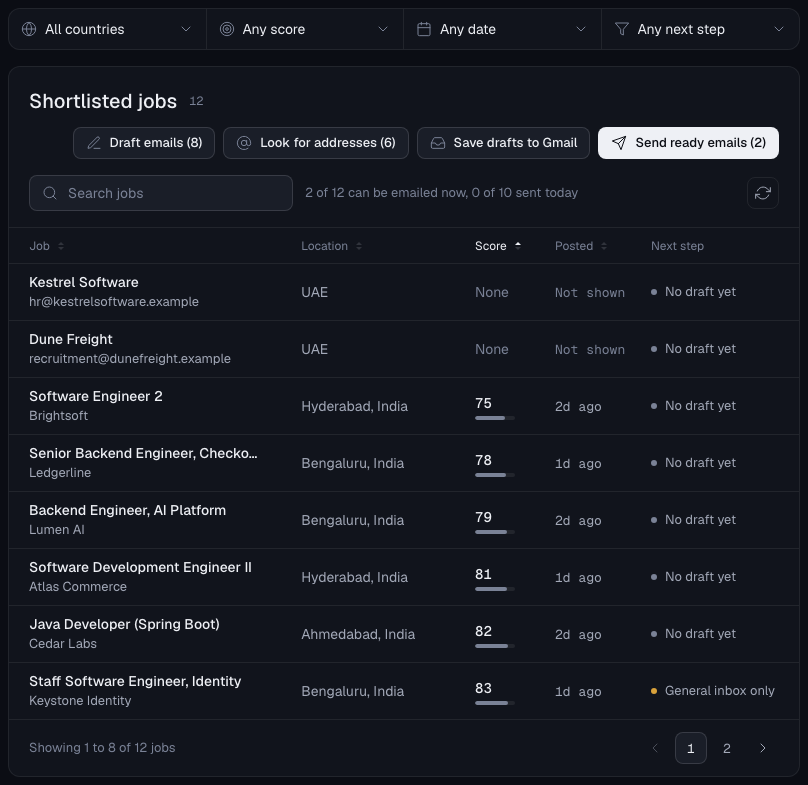 All countries Any score Any date Any next step
Shortlisted jobs 12
Draft emails (8) Look for addresses (6) Save drafts to Gmail Send ready emails (2)
Search jobs 2 of 12 can be emailed now, 0 of 10 sent today
Job Location Score Posted Next step
Kestrel Software
hr@kestrelsoftware.example
UAE None Not shown No draft yet
Dune Freight
recruitment@dunefreight.example
UAE None Not shown No draft yet
Software Engineer 2
Brightsoft
Hyderabad, India 75 2d ago No draft yet
Senior Backend Engineer, Checko...
Ledgerline
Bengaluru, India 78 1d ago No draft yet
Backend Engineer, AI Platform
Lumen AI
Bengaluru, India 79 2d ago No draft yet
Software Development Engineer II
Atlas Commerce
Hyderabad, India 81 1d ago No draft yet
Java Developer (Spring Boot)
Cedar Labs
Ahmedabad, India 82 2d ago No draft yet
Staff Software Engineer, Identity
Keystone Identity
Bengaluru, India 83 1d ago General inbox only
Showing 1 to 8 of 12 jobs 1 2